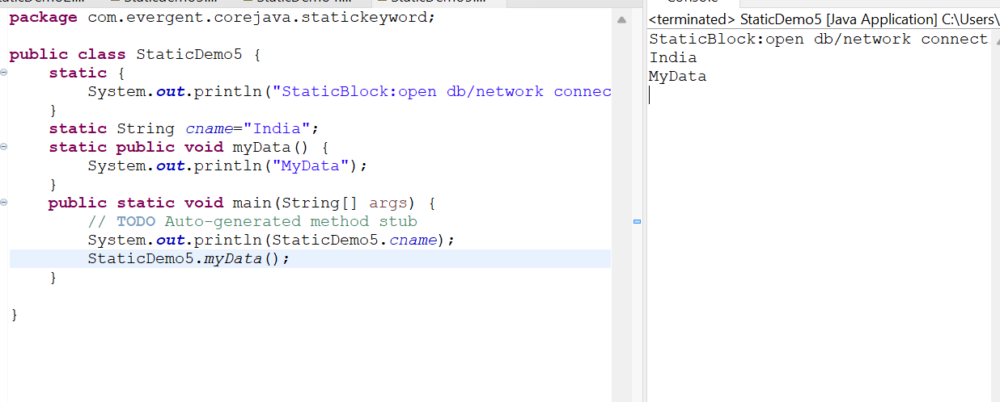 package com.evergent.corejava.statickeyword;
public class StaticDemo5 {
static {
System.out.println("StaticBlock:open db/network connec
}
static String cname="India";
static public void myData() {
System.out.println("MyData");
}
public static void main(String[] args) {
// TODO Auto-generated method stub
System.out.println(StaticDemo5.cname);
StaticDemo5.myData();
}
}
Console
<terminated> StaticDemo5 [Java Application] C:\Users\
StaticBlock:open db/network connect
India
MyData